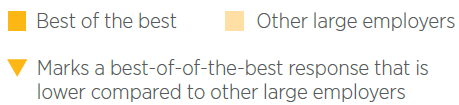 Best of the best Other large employers
Marks a best-of-of-the-best response that is
lower compared to other large employers